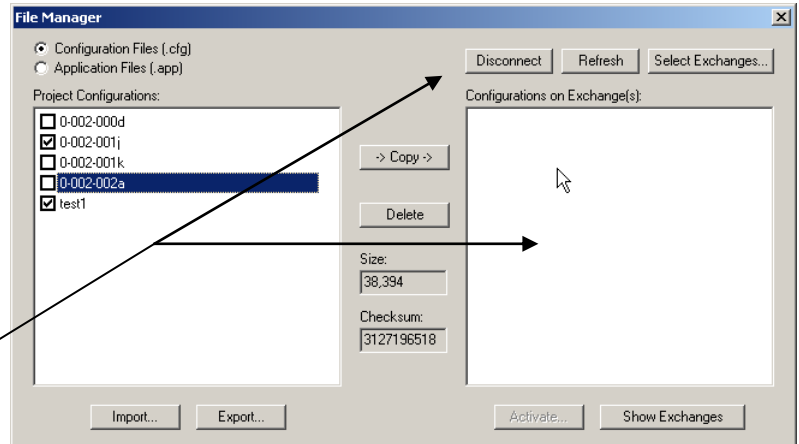 File Manager
Configuration Files (.cfg)
Application Files (.app)
Disconnect
Refresh
Select Exchanges...
Project Configurations:
Configurations on Exchange(s):
0-002-000d
0-002-001j
0-002-001k
0-002-002a
test1
-> Copy ->
Delete
Size:
38,394
Checksum:
3127196518
Import...
Export...
Activate...
Show Exchanges